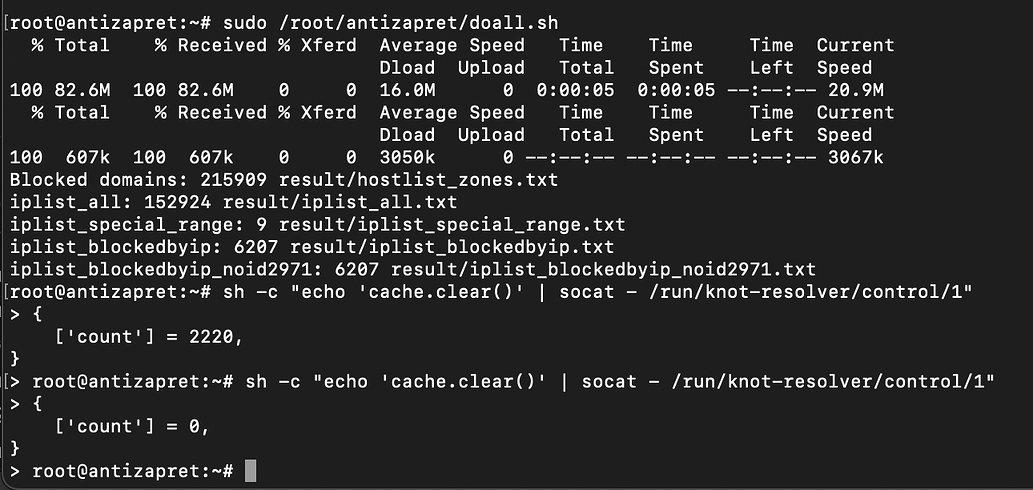 [root@antizapret:~# sudo /root/antizapret/doall.sh
  % Total    % Received % Xferd  Average Speed   Time    Time     Time  Current
                                 Dload  Upload   Total   Spent    Left  Speed
100 82.6M  100 82.6M    0     0  16.0M      0  0:00:05  0:00:05 --:--:-- 20.9M
  % Total    % Received % Xferd  Average Speed   Time    Time     Time  Current
                                 Dload  Upload   Total   Spent    Left  Speed
100  607k  100  607k    0     0  3050k      0 --:--:-- --:--:-- --:--:-- 3067k
Blocked domains: 215909 result/hostlist_zones.txt
iplist_all: 152924 result/iplist_all.txt
iplist_special_range: 9 result/iplist_special_range.txt
iplist_blockedbyip: 6207 result/iplist_blockedbyip.txt
iplist_blockedbyip_noid2971: 6207 result/iplist_blockedbyip_noid2971.txt
[root@antizapret:~# sh -c "echo 'cache.clear()' | socat - /run/knot-resolver/control/1"
> {
    ['count'] = 2220,
}
[> root@antizapret:~# sh -c "echo 'cache.clear()' | socat - /run/knot-resolver/control/1"
> {
    ['count'] = 0,
}
> root@antizapret:~#